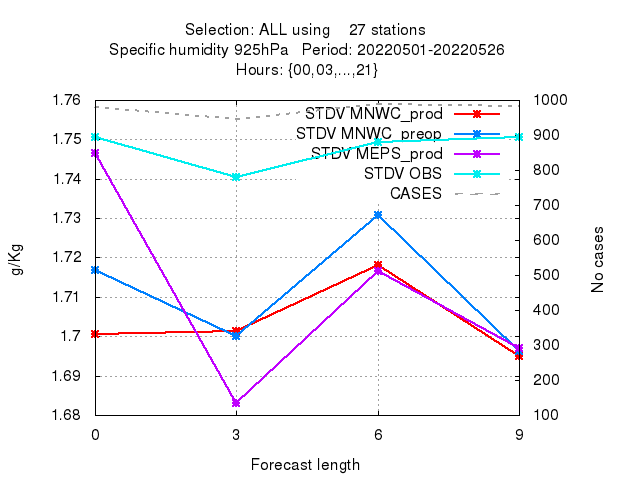 Selection: ALL using    27 stations
Specific humidity 925hPa   Period: 20220501-20220526
Hours: {00,03,...,21}
1.76
1.75
1.74
1.73
1.72
1.71
1.7
1.69
1.68
g/Kg
STDV MNWC_prod
STDV MNWC_preop
STDV MEPS_prod
STDV OBS
CASES
1000
900
800
700
600
500
400
300
200
100
No cases
0 3 6 9
Forecast length